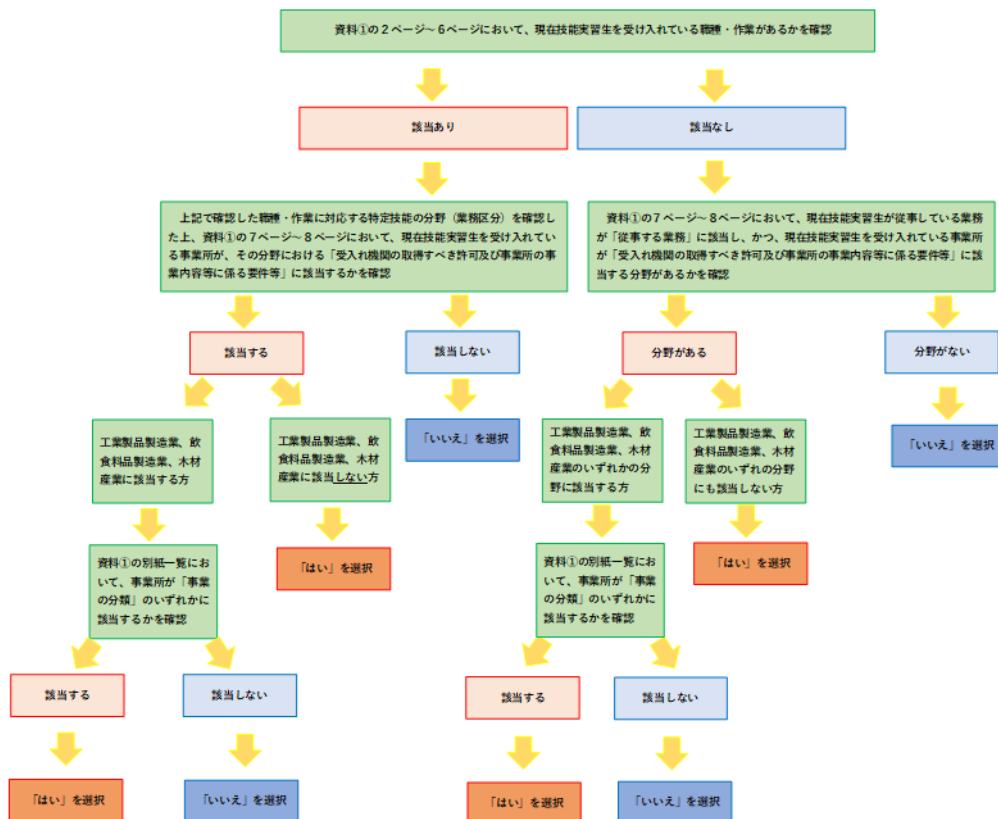 資料①の２ページ～６ページにおいて、現在技能実習生を受け入れている職種・作業があるかを確認
該当あり
該当なし
上記で確認した職種・作業に対応する特定技能の分野（業務区分）を確認
した上、資料①の７ページ～８ページにおいて、現在技能実習生を受け入れてい
る事業所が、その分野における「受入れ機関の取得すべき許可及び事業所の事
業内容等に係る要件等」に該当するかを確認
資料①の７ページ～８ページにおいて、現在技能実習生が従事している業務
が「従事する業務」に該当し、かつ、現在技能実習生を受け入れている事業所
が「受入れ機関の取得すべき許可及び事業所の事業内容等に係る要件等」に該
当する分野があるかを確認
該当する
該当しない
分野がある
分野がない
工業製品製造業、飲
食料品製造業、木材
産業に該当する方
工業製品製造業、飲
食料品製造業、木材
産業に該当しない方
「いいえ」を選択
工業製品製造業、飲
食料品製造業、木材
産業のいずれかの分
野に該当する方
工業製品製造業、飲
食料品製造業、木材
産業のいずれの分野
にも該当しない方
「いいえ」を選択
資料①の別紙一覧にお
いて、事業所が「事業
の分類」のいずれかに
該当するかを確認
「はい」を選択
資料①の別紙一覧にお
いて、事業所が「事業
の分類」のいずれかに
該当するかを確認
「はい」を選択
該当する
該当しない
該当する
該当しない
「はい」を選択
「いいえ」を選択
「はい」を選択
「いいえ」を選択